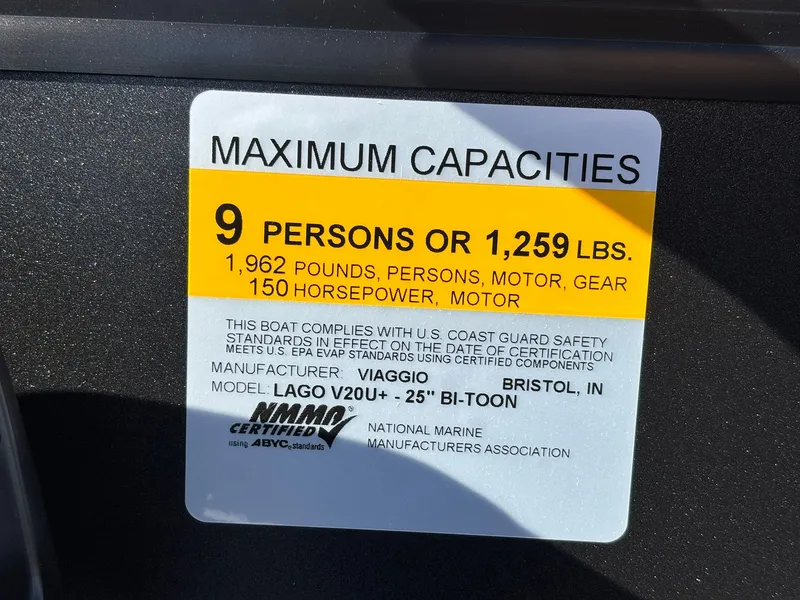 MAXIMUM CAPACITIES
9 PERSONS OR 1,259 LBS.
1,962 POUNDS, PERSONS, MOTOR, GEAR
150 HORSEPOWER, MOTOR
THIS BOAT COMPLIES WITH U.S. COAST GUARD SAFETY
STANDARDS IN EFFECT ON THE DATE OF CERTIFICATION
MEETS U.S. EPA EVAP STANDARDS USING CERTIFIED COMPONENTS
MANUFACTURER: VIAGGIO BRISTOL, IN
MODEL: LAGO V20U+ - 25" BI-TOON
NMMA®
CERTIFIED
using ABYC® standards
NATIONAL MARINE
MANUFACTURERS ASSOCIATION